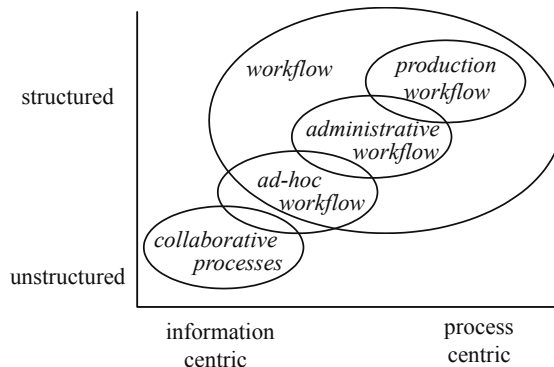 structured
workflow
production
workflow
administrative
workflow
ad-hoc
workflow
collaborative
processes
unstructured
information
centric
process
centric